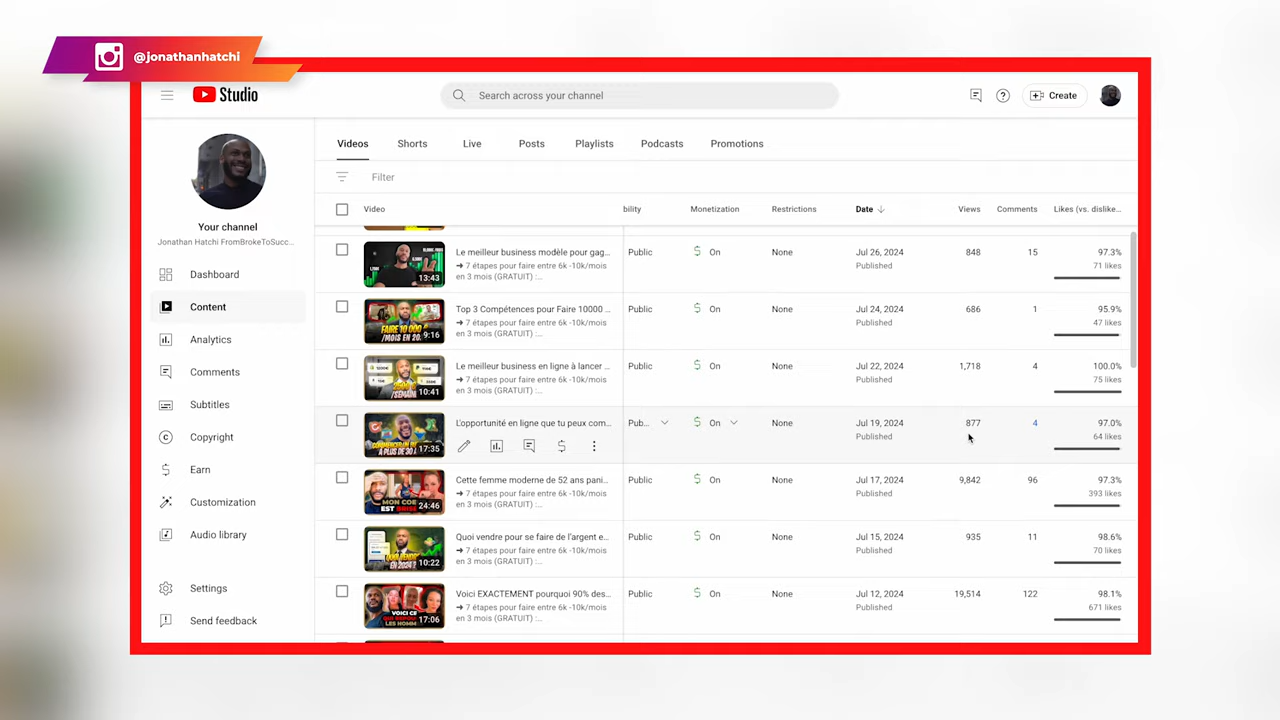 @jonathanhatchi
Studio
Search across your channel
Create
Videos
Shorts
Live
Posts
Playlists
Podcasts
Promotions
Filter
Your channel
Jonathan Hatchi FromBrokeToSucc...
Dashboard
Content
Analytics
Comments
Subtitles
Copyright
Earn
Customization
Audio library
Settings
Send feedback
Video
bility
Monetization
Restrictions
Date
Views
Comments
Likes (vs. dislike...
13:43
Le meilleur business modèle pour gag...
➜ 7 étapes pour faire entre 6k -10k/mois
en 3 mois (GRATUIT) :...
Public
On
None
Jul 26, 2024
Published
848
15
97.3%
71 likes
FAIRE 10 000
/MOIS EN 20
9:16
Top 3 Compétences pour Faire 10000 ...
➜ 7 étapes pour faire entre 6k -10k/mois
en 3 mois (GRATUIT) :...
Public
On
None
Jul 24, 2024
Published
686
1
95.9%
47 likes
10:41
Le meilleur business en ligne à lancer ...
➜ 7 étapes pour faire entre 6k -10k/mois
en 3 mois (GRATUIT) :...
Public
On
None
Jul 22, 2024
Published
1,718
4
100.0%
75 likes
17:35
L'opportunité en ligne que tu peux com...
Pub...
On
None
Jul 19, 2024
Published
877
4
97.0%
64 likes
MON COE
EST BRISE
24:46
Cette femme moderne de 52 ans pani...
➜ 7 étapes pour faire entre 6k -10k/mois
en 3 mois (GRATUIT) :...
Public
On
None
Jul 17, 2024
Published
9,842
96
97.3%
393 likes
10:22
Quoi vendre pour se faire de l'argent e...
➜ 7 étapes pour faire entre 6k -10k/mois
en 3 mois (GRATUIT) :...
Public
On
None
Jul 15, 2024
Published
935
11
98.6%
70 likes
VOICI CE
LES HOMM
17:06
Voici EXACTEMENT pourquoi 90% des...
➜ 7 étapes pour faire entre 6k -10k/mois
en 3 mois (GRATUIT) :...
Public
On
None
Jul 12, 2024
Published
19,514
122
98.1%
671 likes